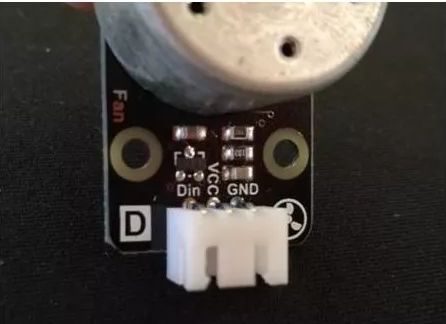 Fan
Din VCC GND
D